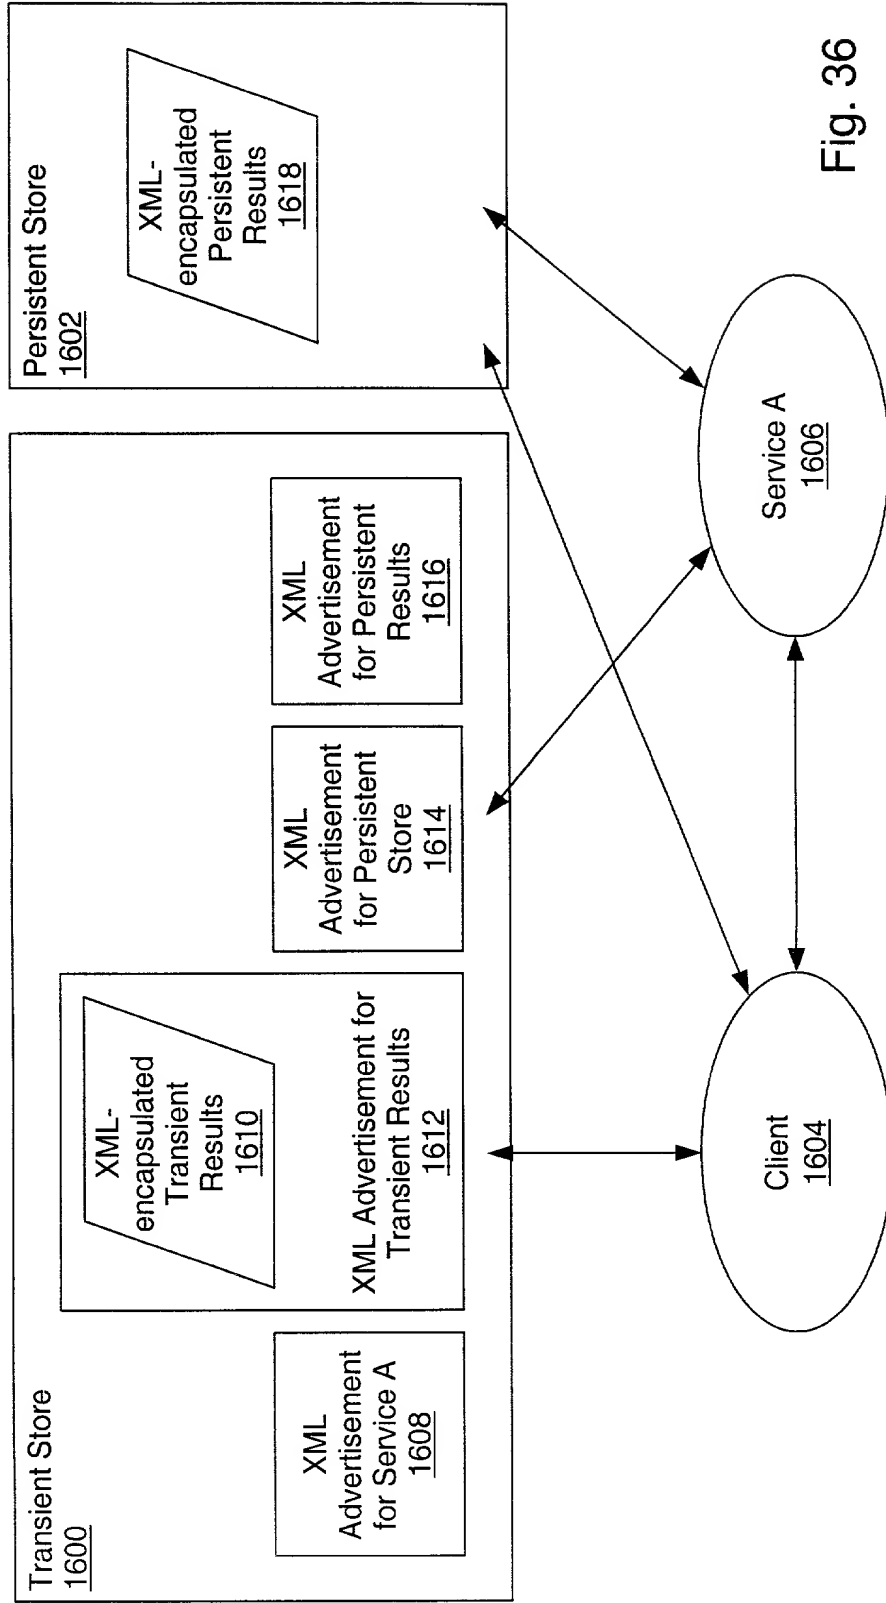 Transient Store
1600
XML
Advertisement
for Service A
1608
XML-
encapsulated
Transient
Results
1610
XML Advertisement for
Transient Results
1612
XML
Advertisement
for Persistent
Store
1614
XML
Advertisement
for Persistent
Results
1616
Persistent Store
1602
XML-
encapsulated
Persistent
Results
1618
Client
1604
Service A
1606
Fig. 36